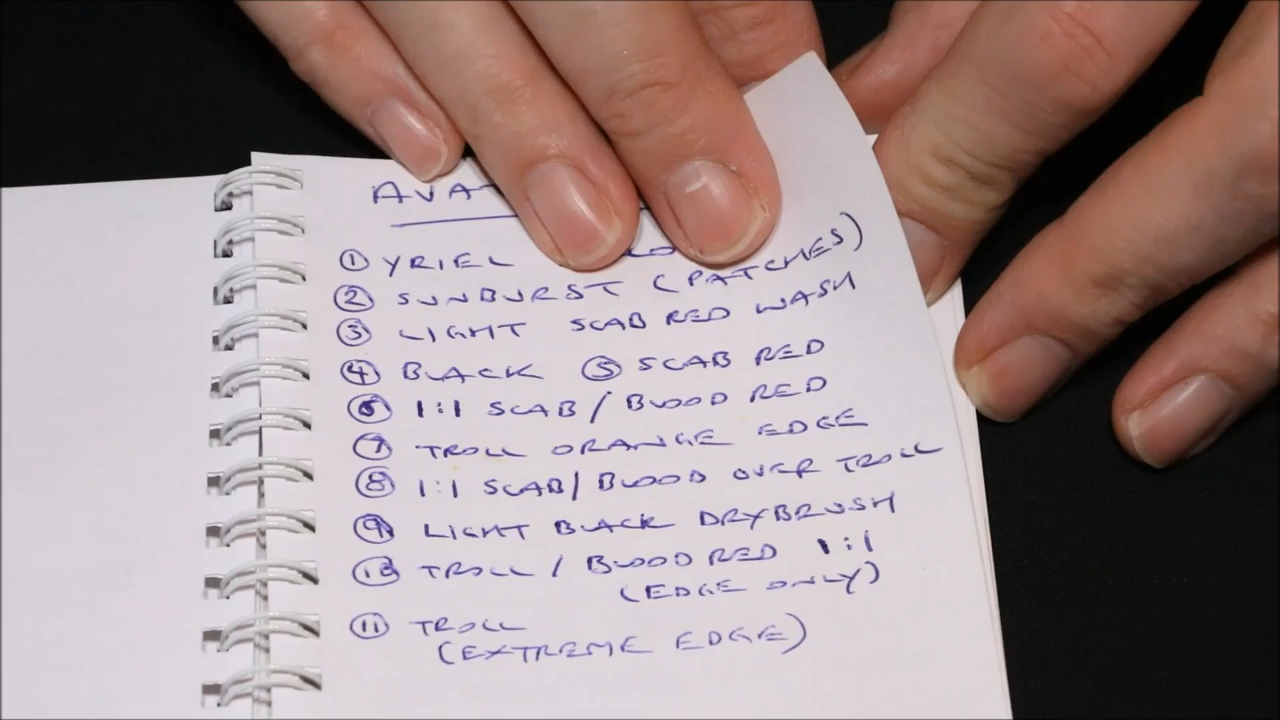 AVA
① YRIEL
② SUNBURST (PATCHES)
③ LIGHT SCAB RED WASH
④ BLACK ⑤ SCAB RED
⑥ 1:1 SCAB / BLOOD RED
⑦ TROLL ORANGE EDGE
⑧ 1:1 SCAB/BLOOD OVER TROLL
⑨ LIGHT BLACK DRYBRUSH
⑩ TROLL / BLOOD RED 1:1
(EDGE ONLY)
⑪ TROLL
(EXTREME EDGE)